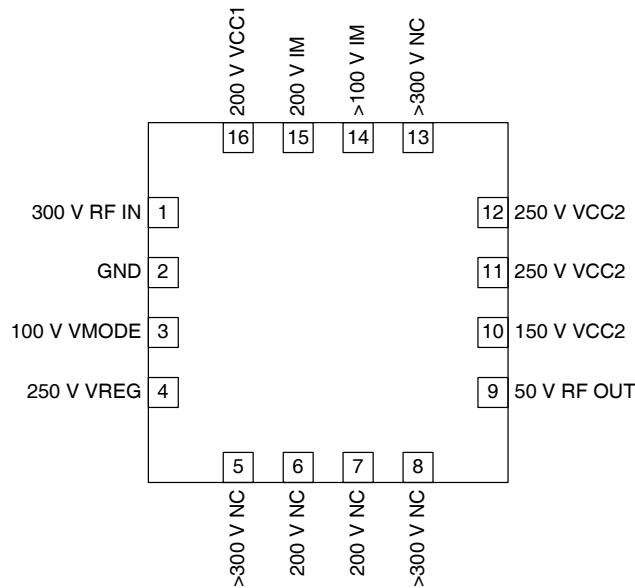 200 V VCC1
200 V IM
>100 V IM
>300 V NC
16
15
14
13
300 V RF IN 1
12 250 V VCC2
GND 2
11 250 V VCC2
100 V VMODE 3
10 150 V VCC2
250 V VREG 4
9 50 V RF OUT
5
6
7
8
>300 V NC
200 V NC
200 V NC
>300 V NC